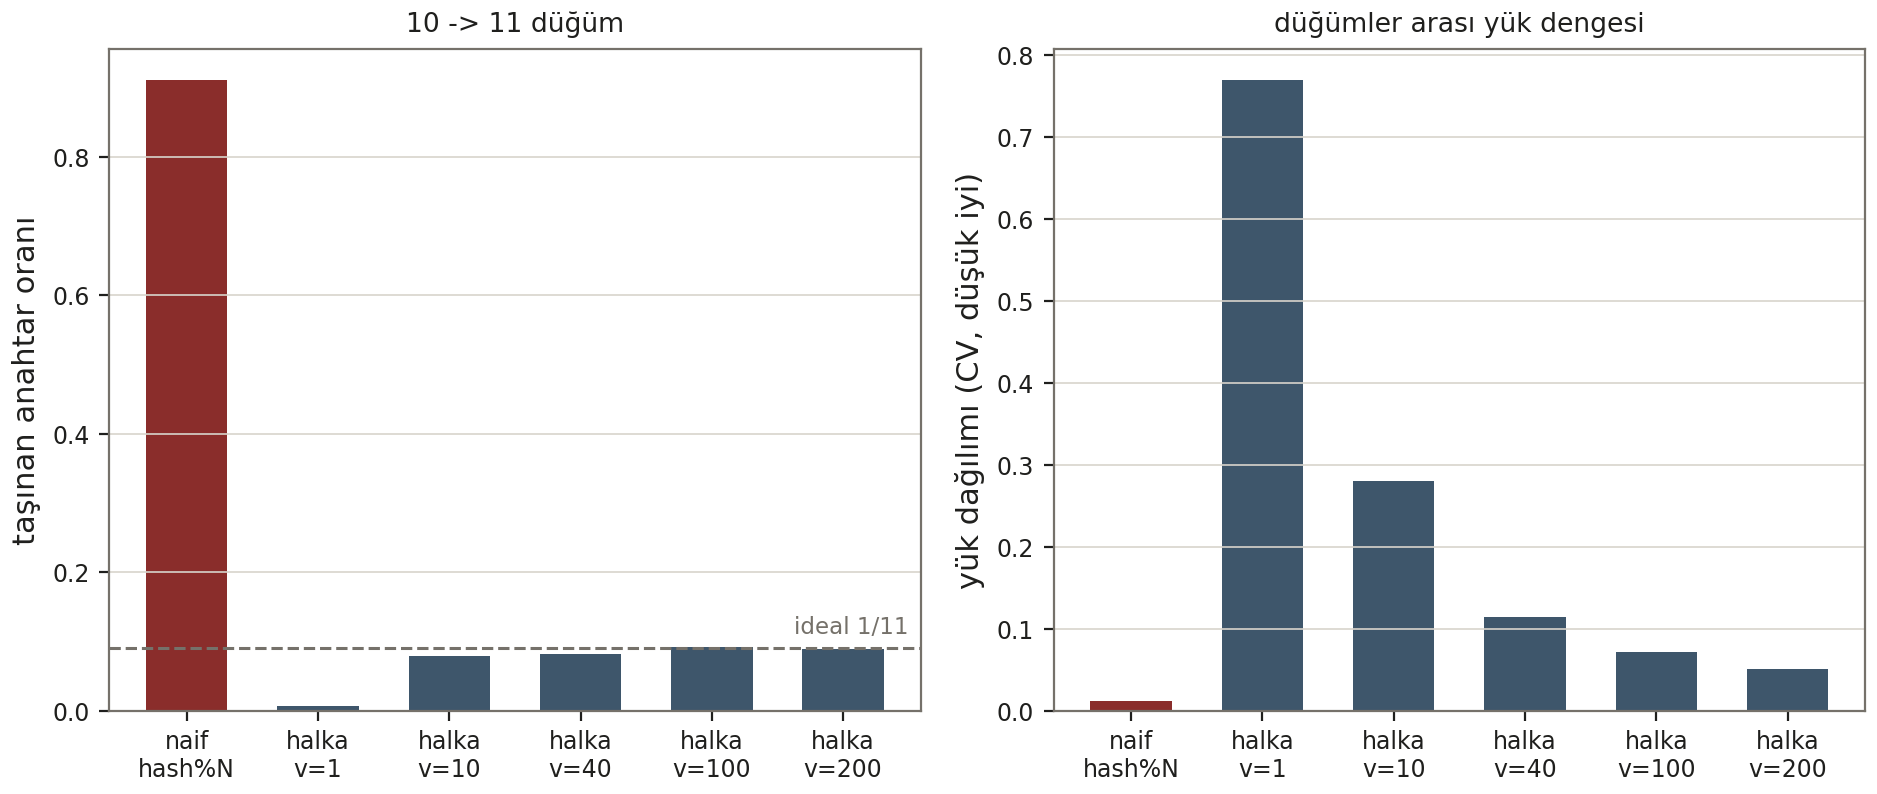 10 -> 11 düğüm
taşınan anahtar oranı
0.8
0.6
0.4
0.2
0.0
ideal 1/11
naif
hash%N
halka
v=1
halka
v=10
halka
v=40
halka
v=100
halka
v=200
düğümler arası yük dengesi
yük dağılımı (CV, düşük iyi)
0.8
0.7
0.6
0.5
0.4
0.3
0.2
0.1
0.0
naif
hash%N
halka
v=1
halka
v=10
halka
v=40
halka
v=100
halka
v=200